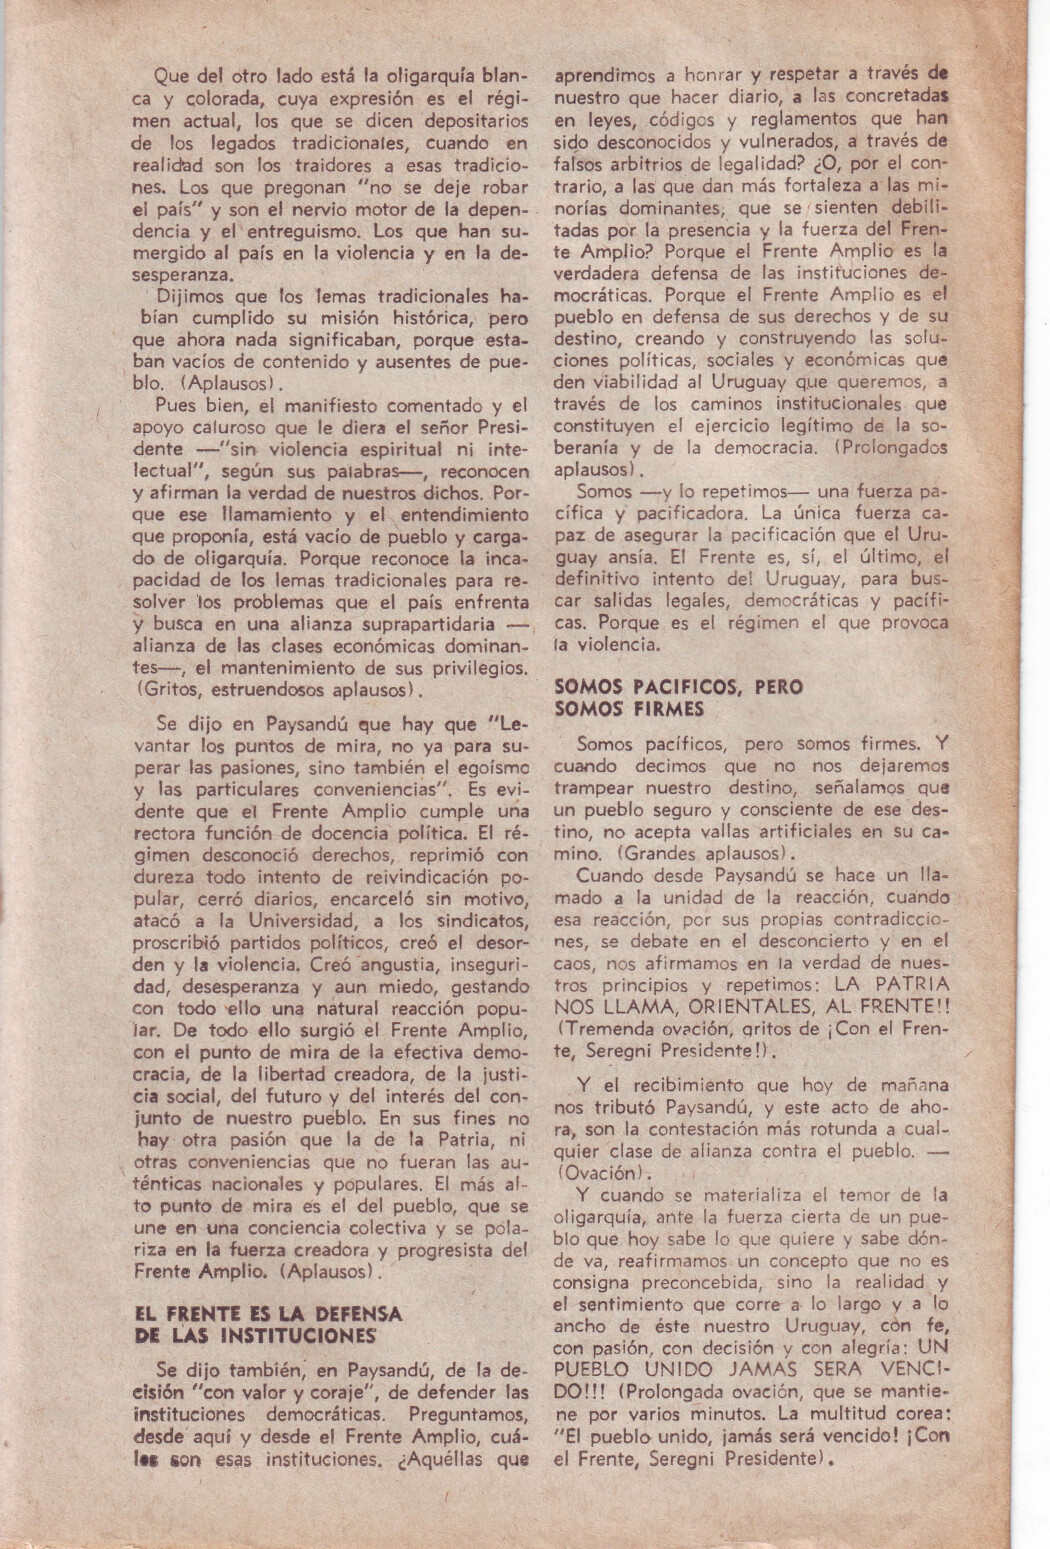 Que del otro lado está la oligarquía blan-
ca y colorada, cuya expresión es el régi-
men actual, los que se dicen depositarios
de los legados tradicionales, cuando en
realidad son los traidores a esas tradicio-
nes. Los que pregonan "no se deje robar
el país" y son el nervio motor de la depen-
dencia y el entreguismo. Los que han su-
mergido al país en la violencia y en la de-
sesperanza.
Dijimos que los lemas tradicionales ha-
bían cumplido su misión histórica, pero
que ahora nada significaban, porque esta-
ban vacíos de contenido y ausentes de pue-
blo. (Aplausos).
Pues bien, el manifiesto comentado y el
apoyo caluroso que le diera el señor Presi-
dente —"sin violencia espiritual ni inte-
lectual", según sus palabras—, reconocen
y afirman la verdad de nuestros dichos. Por-
que ese llamamiento y el entendimiento
que proponía, está vacío de pueblo y carga-
do de oligarquía. Porque reconoce la inca-
pacidad de los lemas tradicionales para re-
solver los problemas que el país enfrenta
y busca en una alianza suprapartidaria —
alianza de las clases económicas dominan-
tes—, el mantenimiento de sus privilegios.
(Gritos, estruendosos aplausos).
Se dijo en Paysandú que hay que "Le-
vantar los puntos de mira, no ya para su-
perar las pasiones, sino también el egoísmo
y las particulares conveniencias". Es evi-
dente que el Frente Amplio cumple una
rectora función de docencia política. El ré-
gimen desconoció derechos, reprimió con
dureza todo intento de reivindicación po-
pular, cerró diarios, encarceló sin motivo,
atacó a la Universidad, a los sindicatos,
proscribió partidos políticos, creó el desor-
den y la violencia. Creó angustia, inseguri-
dad, desesperanza y aun miedo, gestando
con todo ello una natural reacción popu-
lar. De todo ello surgió el Frente Amplio,
con el punto de mira de la efectiva demo-
cracia, de la libertad creadora, de la justi-
cia social, del futuro y del interés del con-
junto de nuestro pueblo. En sus fines no
hay otra pasión que la de la Patria, ni
otras conveniencias que no fueran las au-
ténticas nacionales y populares. El más al-
to punto de mira es el del pueblo, que se
une en una conciencia colectiva y se pola-
riza en la fuerza creadora y progresista del
Frente Amplio. (Aplausos).
EL FRENTE ES LA DEFENSA
DE LAS INSTITUCIONES
Se dijo también, en Paysandú, de la de-
cisión "con valor y coraje", de defender las
instituciones democráticas. Preguntamos,
desde aquí y desde el Frente Amplio, cuá-
les son esas instituciones. ¿Aquéllas que
aprendimos a honrar y respetar a través de
nuestro que hacer diario, a las concretadas
en leyes, códigos y reglamentos que han
sido desconocidos y vulnerados, a través de
falsos arbitrios de legalidad? ¿O, por el con-
trario, a las que dan más fortaleza a las mi-
norías dominantes, que se sienten debili-
tadas por la presencia y la fuerza del Fren-
te Amplio? Porque el Frente Amplio es la
verdadera defensa de las instituciones de-
mocráticas. Porque el Frente Amplio es el
pueblo en defensa de sus derechos y de su
destino, creando y construyendo las solu-
ciones políticas, sociales y económicas que
den viabilidad al Uruguay que queremos, a
través de los caminos institucionales que
constituyen el ejercicio legítimo de la so-
beranía y de la democracia. (Prolongados
aplausos).
Somos —y lo repetimos— una fuerza pa-
cífica y pacificadora. La única fuerza ca-
paz de asegurar la pacificación que el Uru-
guay ansía. El Frente es, sí, el último, el
definitivo intento del Uruguay, para bus-
car salidas legales, democráticas y pacífi-
cas. Porque es el régimen el que provoca
la violencia.
SOMOS PACIFICOS, PERO
SOMOS FIRMES
Somos pacíficos, pero somos firmes. Y
cuando decimos que no nos dejaremos
trampear nuestro destino, señalamos que
un pueblo seguro y consciente de ese des-
tino, no acepta vallas artificiales en su ca-
mino. (Grandes aplausos).
Cuando desde Paysandú se hace un lla-
mado a la unidad de la reacción, cuando
esa reacción, por sus propias contradiccio-
nes, se debate en el desconcierto y en el
caos, nos afirmamos en la verdad de nues-
tros principios y repetimos: LA PATRIA
NOS LLAMA, ORIENTALES, AL FRENTE!!
(Tremenda ovación, gritos de ¡Con el Fren-
te, Seregni Presidente!).
Y el recibimiento que hoy de mañana
nos tributó Paysandú, y este acto de aho-
ra, son la contestación más rotunda a cual-
quier clase de alianza contra el pueblo. —
(Ovación).
Y cuando se materializa el temor de la
oligarquía, ante la fuerza cierta de un pue-
blo que hoy sabe lo que quiere y sabe dón-
de va, reafirmamos un concepto que no es
consigna preconcebida, sino la realidad y
el sentimiento que corre a lo largo y a lo
ancho de éste nuestro Uruguay, con fe,
con pasión, con decisión y con alegría: UN
PUEBLO UNIDO JAMAS SERA VENCI-
DO!!! (Prolongada ovación, que se mantie-
ne por varios minutos. La multitud corea:
"El pueblo unido, jamás será vencido! ¡Con
el Frente, Seregni Presidente).